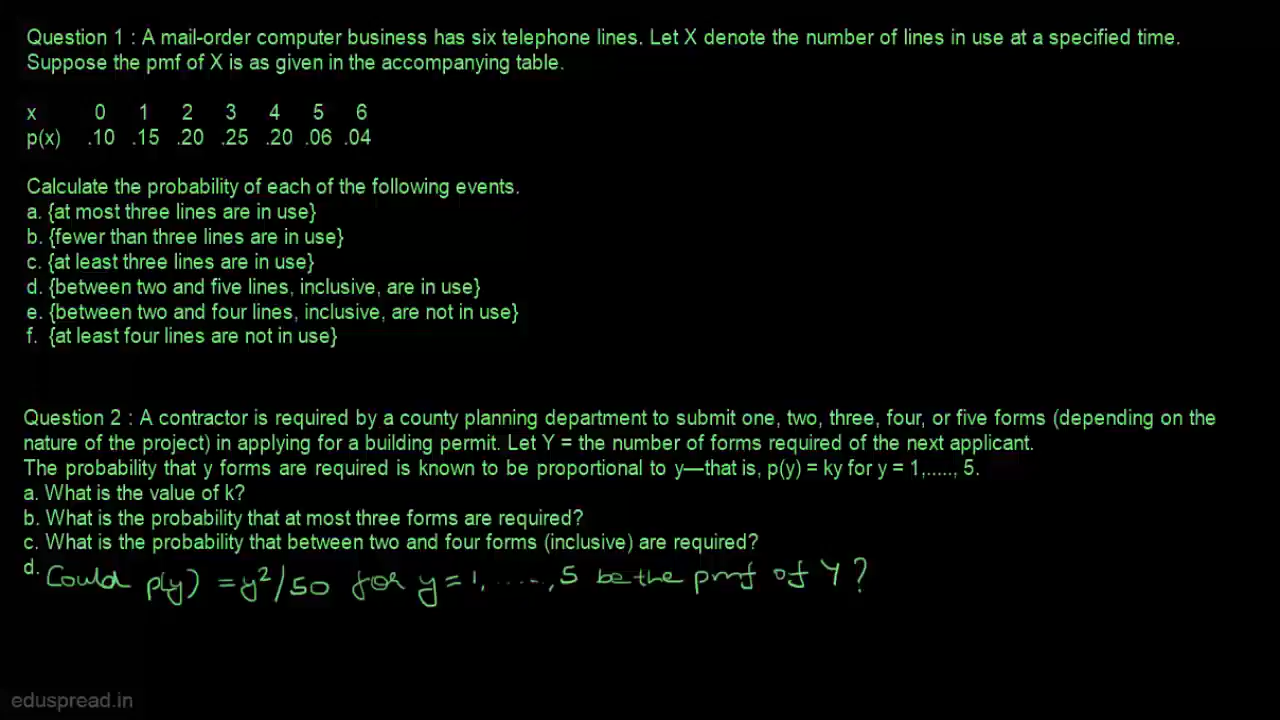 Question 1 : A mail-order computer business has six telephone lines. Let X denote the number of lines in use at a specified time.
Suppose the pmf of X is as given in the accompanying table.
x 0 1 2 3 4 5 6
p(x) .10 .15 .20 .25 .20 .06 .04
Calculate the probability of each of the following events.
a. {at most three lines are in use}
b. {fewer than three lines are in use}
c. {at least three lines are in use}
d. {between two and five lines, inclusive, are in use}
e. {between two and four lines, inclusive, are not in use}
f. {at least four lines are not in use}
Question 2 : A contractor is required by a county planning department to submit one, two, three, four, or five forms (depending on the
nature of the project) in applying for a building permit. Let Y = the number of forms required of the next applicant.
The probability that y forms are required is known to be proportional to y—that is, p(y) = ky for y = 1,....., 5.
a. What is the value of k?
b. What is the probability that at most three forms are required?
c. What is the probability that between two and four forms (inclusive) are required?
d. Could p(y) = y²/50 for y = 1, ....., 5 be the pmf of Y ?
eduspread.in